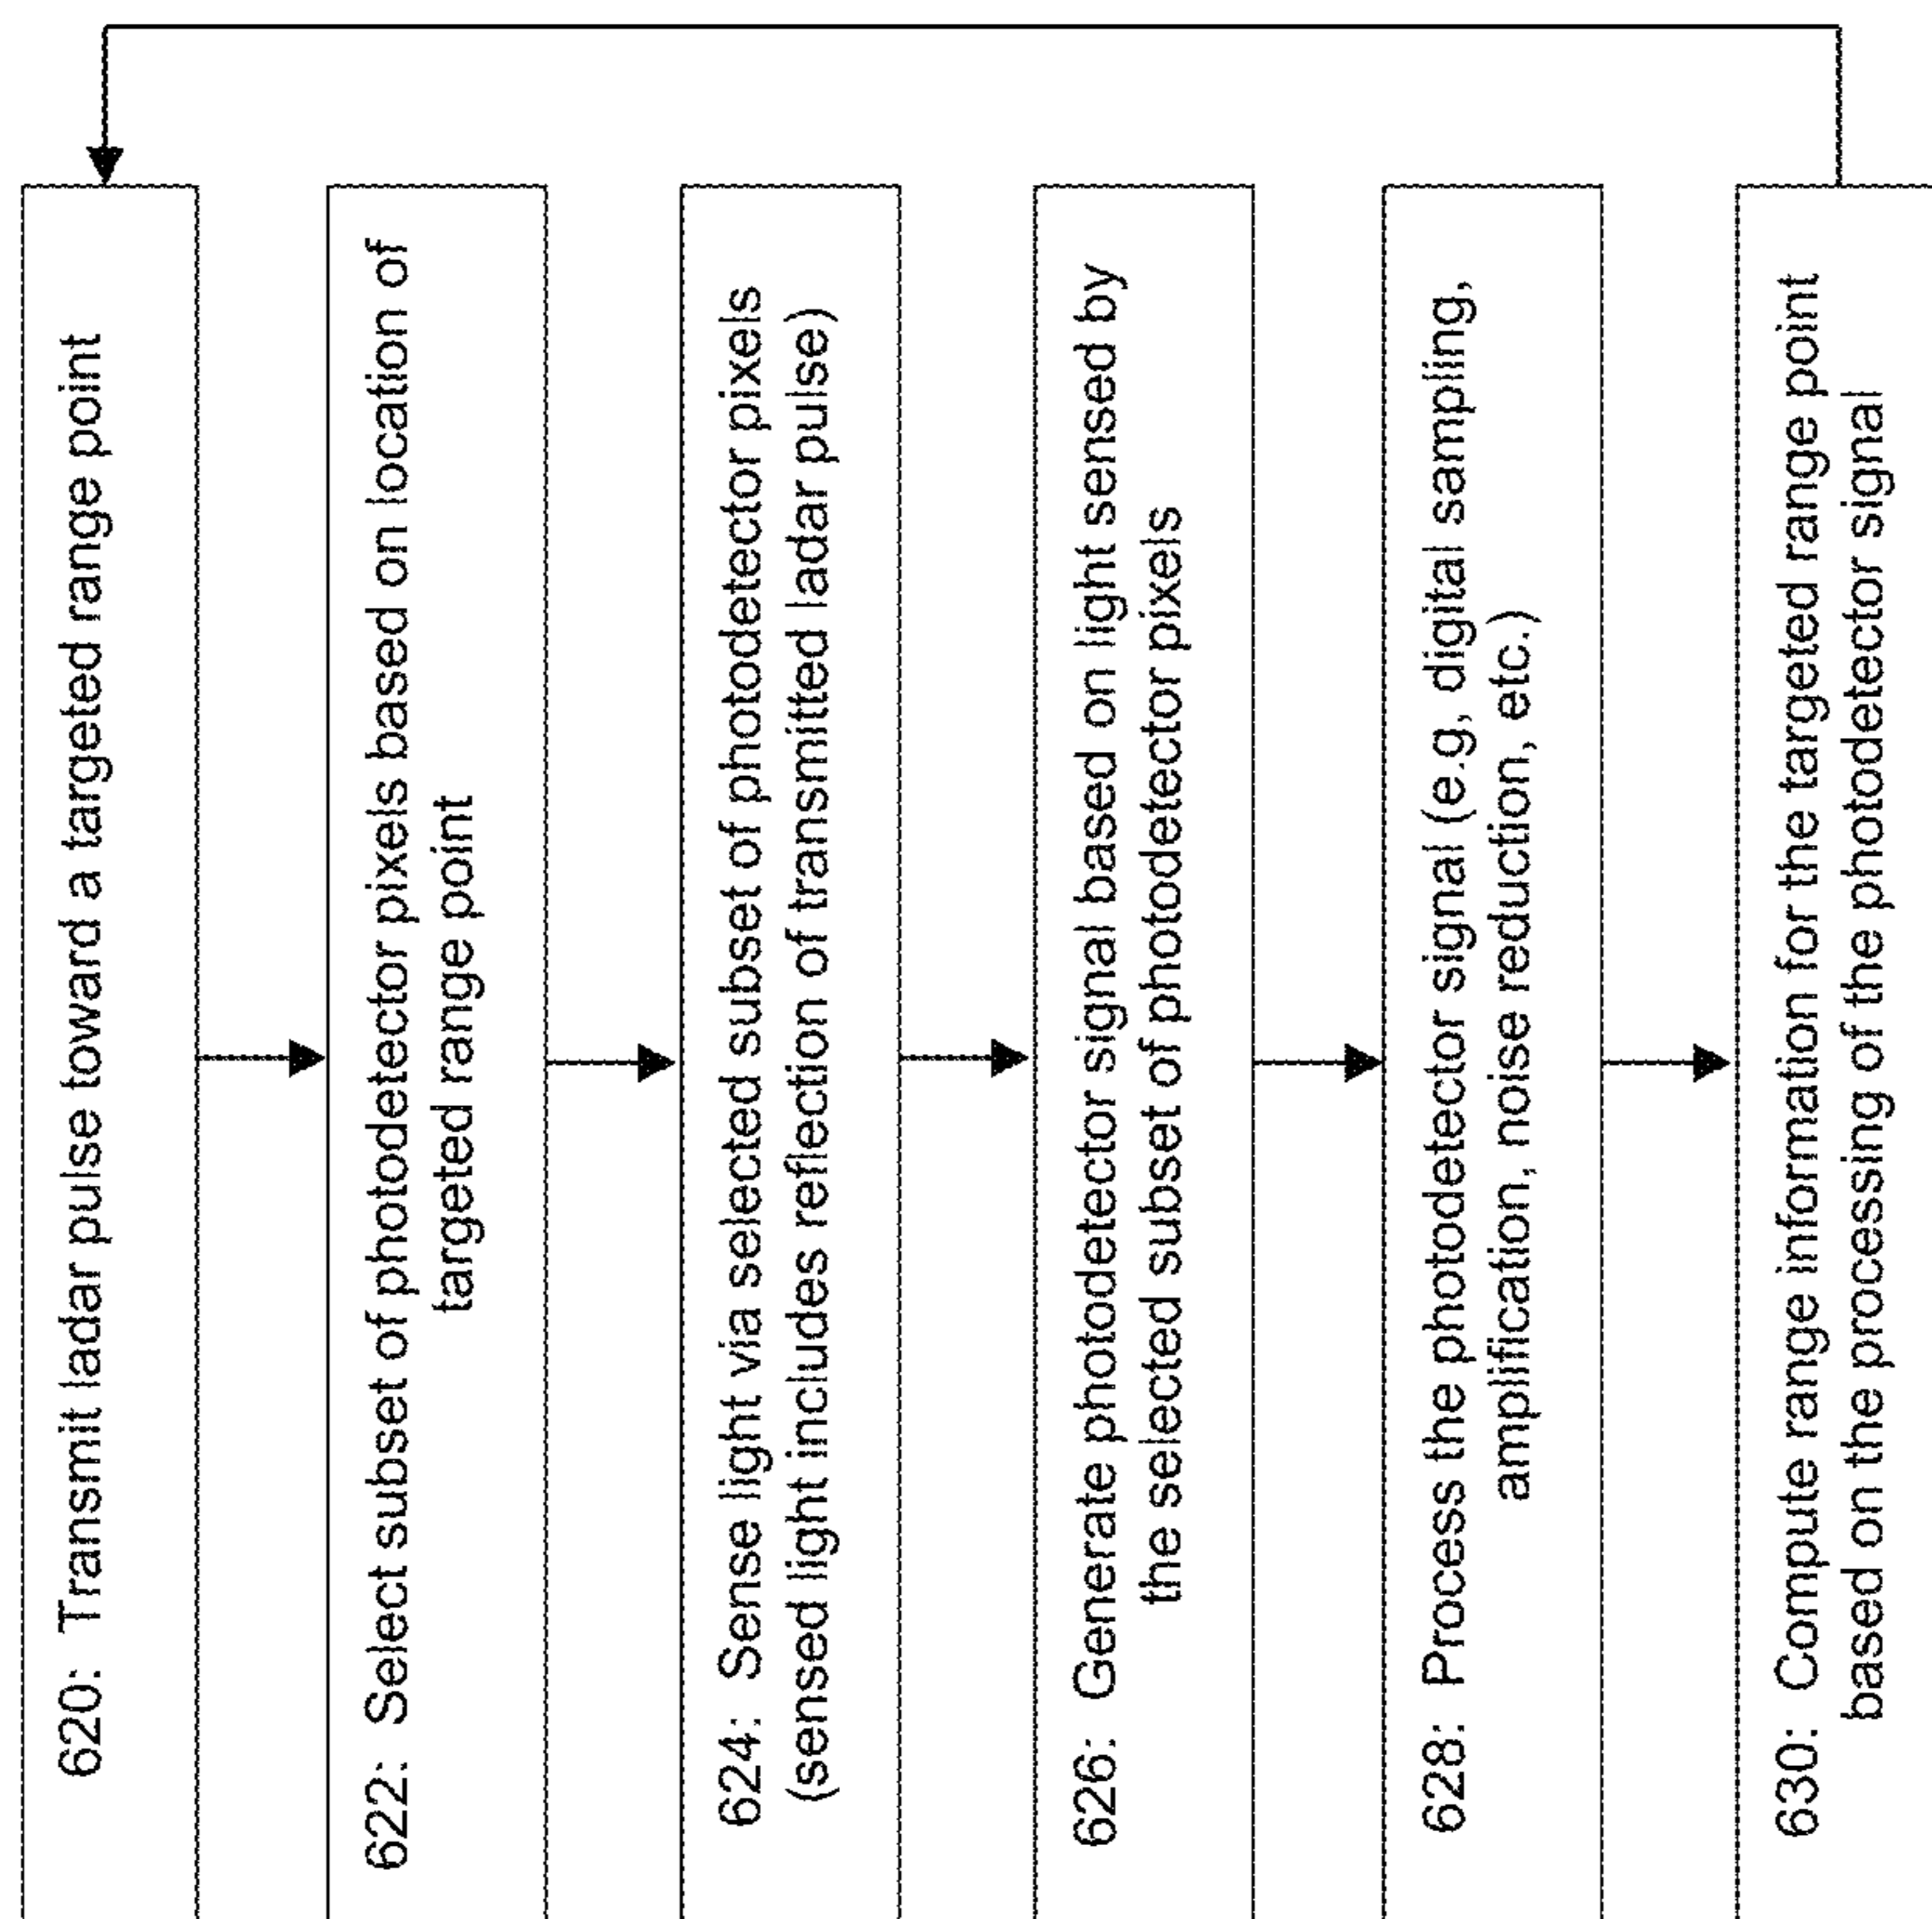 620: Transmit ladar pulse toward a targeted range point
622: Select subset of photodetector pixels based on location of
targeted range point
624: Sense light via selected subset of photodetector pixels
(sensed light includes reflection of transmitted ladar pulse)
626: Generate photodetector signal based on light sensed by
the selected subset of photodetector pixels
628: Process the photodetector signal (e.g, digital sampling,
amplification, noise reduction, etc.)
630: Compute range information for the targeted range point
based on the processing of the photodetector signal